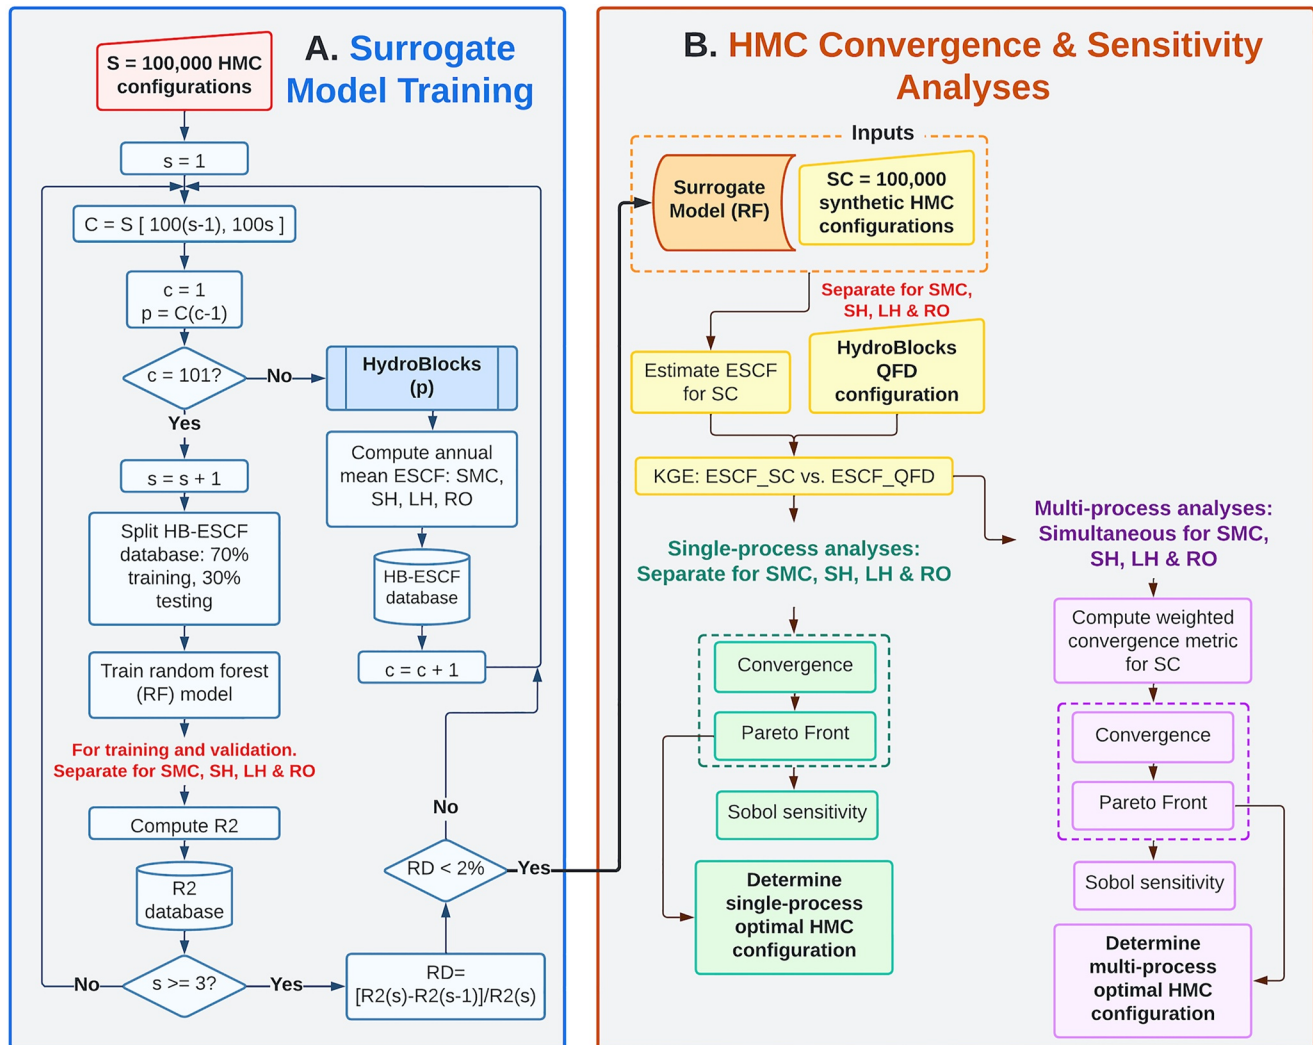 A. Surrogate
Model Training
S = 100,000 HMC
configurations
s = 1
C = S [ 100(s-1), 100s ]
c = 1
p = C(c-1)
c = 101?
No
Yes
HydroBlocks
(p)
Compute annual
mean ESCF: SMC,
SH, LH, RO
HB-ESCF
database
c = c + 1
s = s + 1
Split HB-ESCF
database: 70%
training, 30%
testing
Train random forest
(RF) model
For training and validation.
Separate for SMC, SH, LH & RO
Compute R2
R2
database
s >= 3?
No
Yes
RD=
[R2(s)-R2(s-1)]/R2(s)
RD < 2%
No
Yes
B. HMC Convergence & Sensitivity
Analyses
Inputs
Surrogate
Model (RF)
SC = 100,000
synthetic HMC
configurations
Separate for SMC,
SH, LH & RO
Estimate ESCF
for SC
HydroBlocks
QFD
configuration
KGE: ESCF_SC vs. ESCF_QFD
Single-process analyses:
Separate for SMC, SH, LH & RO
Convergence
Pareto Front
Sobol sensitivity
Determine
single-process
optimal HMC
configuration
Multi-process analyses:
Simultaneous for SMC,
SH, LH & RO
Compute weighted
convergence metric
for SC
Convergence
Pareto Front
Sobol sensitivity
Determine
multi-process
optimal HMC
configuration